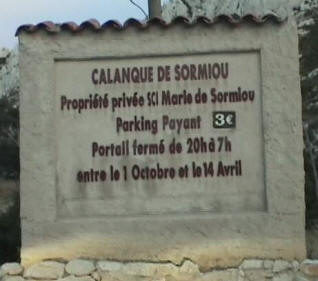 CALANQUE DE SORMIOU
Propriété privée SCI Marie de Sormiou
Parking Payant 3€
Portail fermé de 20h à 7h
entre le 1 Octobre et le 14 Avril